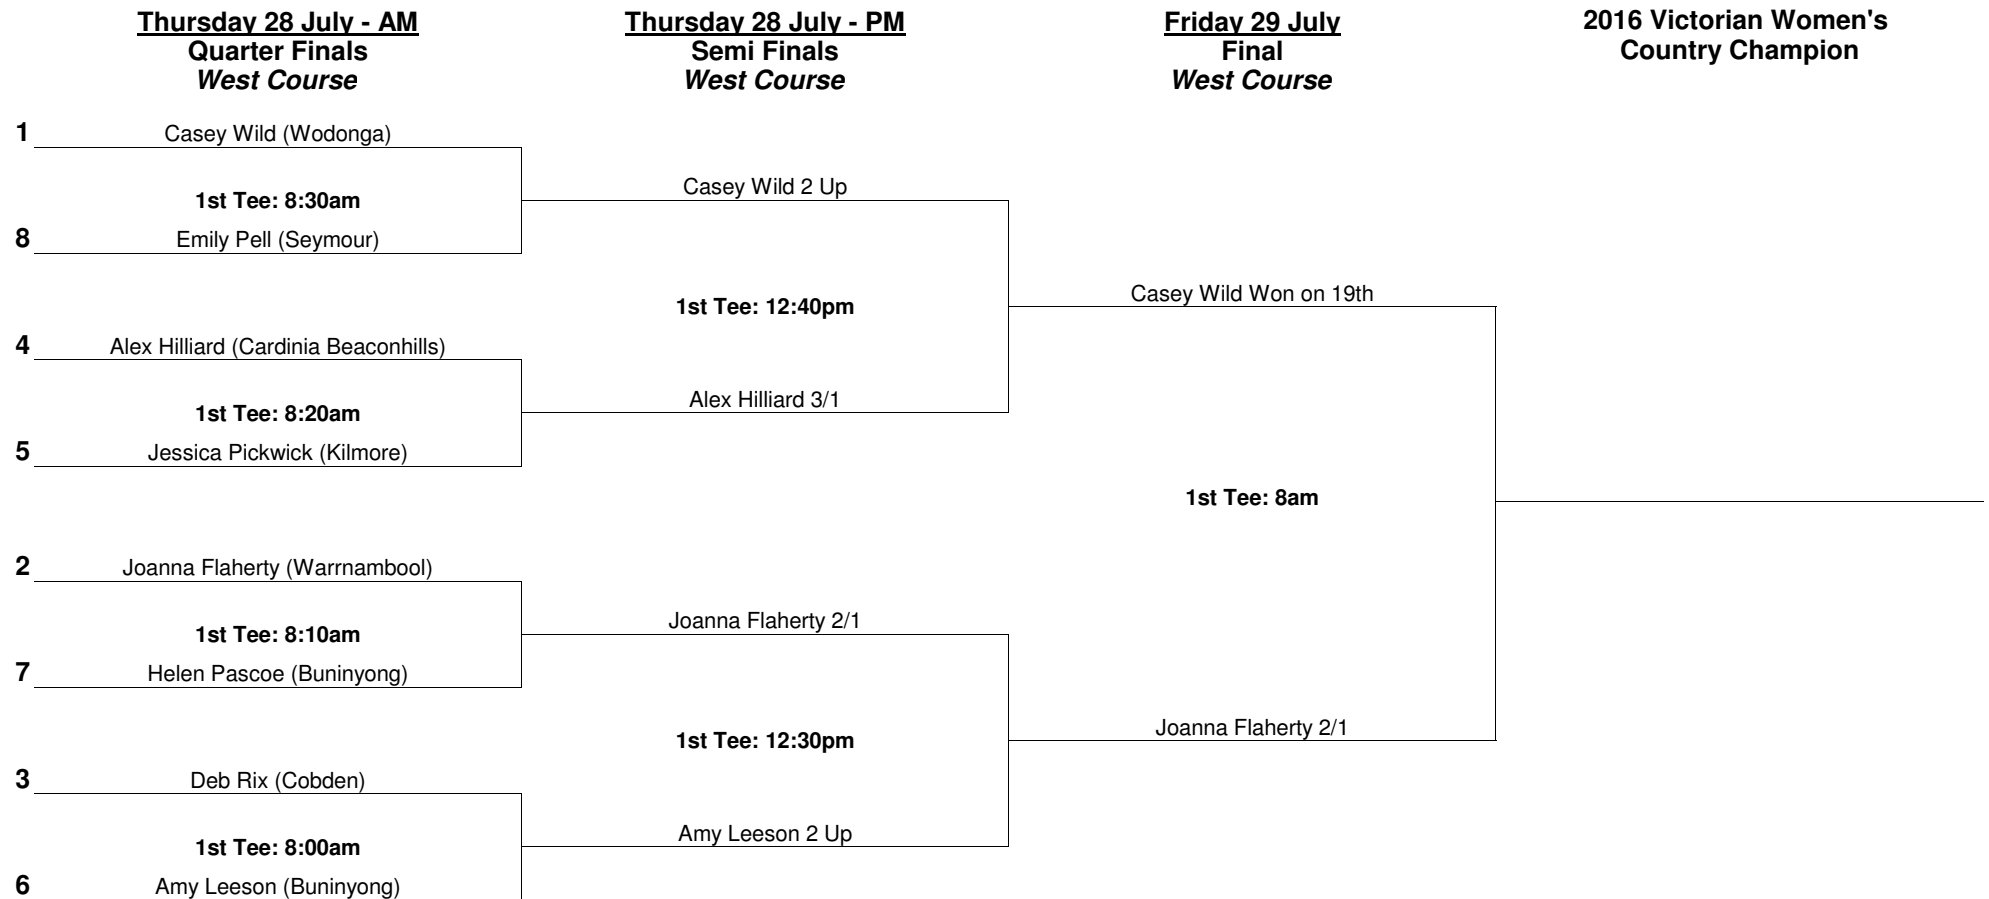 Thursday 28 July - AM
Quarter Finals
West Course
Thursday 28 July - PM
Semi Finals
West Course
Friday 29 July
Final
West Course
2016 Victorian Women's
Country Champion
1 Casey Wild (Wodonga)
1st Tee: 8:30am
8 Emily Pell (Seymour)
4 Alex Hilliard (Cardinia Beaconhills)
1st Tee: 8:20am
5 Jessica Pickwick (Kilmore)
2 Joanna Flaherty (Warrnambool)
1st Tee: 8:10am
7 Helen Pascoe (Buninyong)
3 Deb Rix (Cobden)
1st Tee: 8:00am
6 Amy Leeson (Buninyong)
Casey Wild 2 Up
1st Tee: 12:40pm
Alex Hilliard 3/1
Joanna Flaherty 2/1
1st Tee: 12:30pm
Amy Leeson 2 Up
Casey Wild Won on 19th
1st Tee: 8am
Joanna Flaherty 2/1